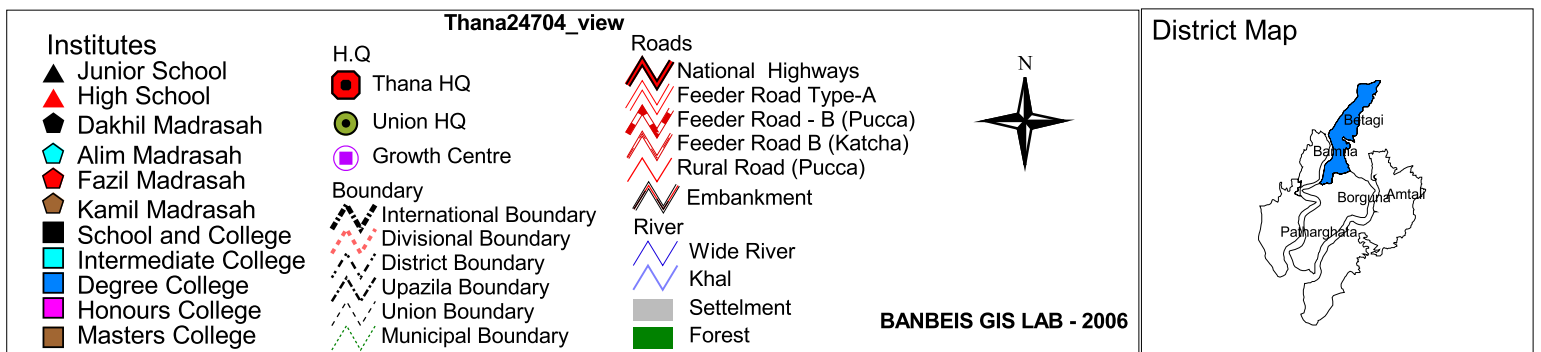 Thana24704_view
Institutes
Junior School
High School
Dakhil Madrasah
Alim Madrasah
Fazil Madrasah
Kamil Madrasah
School and College
Intermediate College
Degree College
Honours College
Masters College
H.Q
Thana HQ
Union HQ
Growth Centre
Boundary
International Boundary
Divisional Boundary
District Boundary
Upazila Boundary
Union Boundary
Municipal Boundary
Roads
National Highways
Feeder Road Type-A
Feeder Road - B (Pucca)
Feeder Road B (Katcha)
Rural Road (Pucca)
Embankment
River
Wide River
Khal
Settelment
Forest
N
BANBEIS GIS LAB - 2006
District Map
Betagi
Bamna
Borguna
Amtali
Patharghata